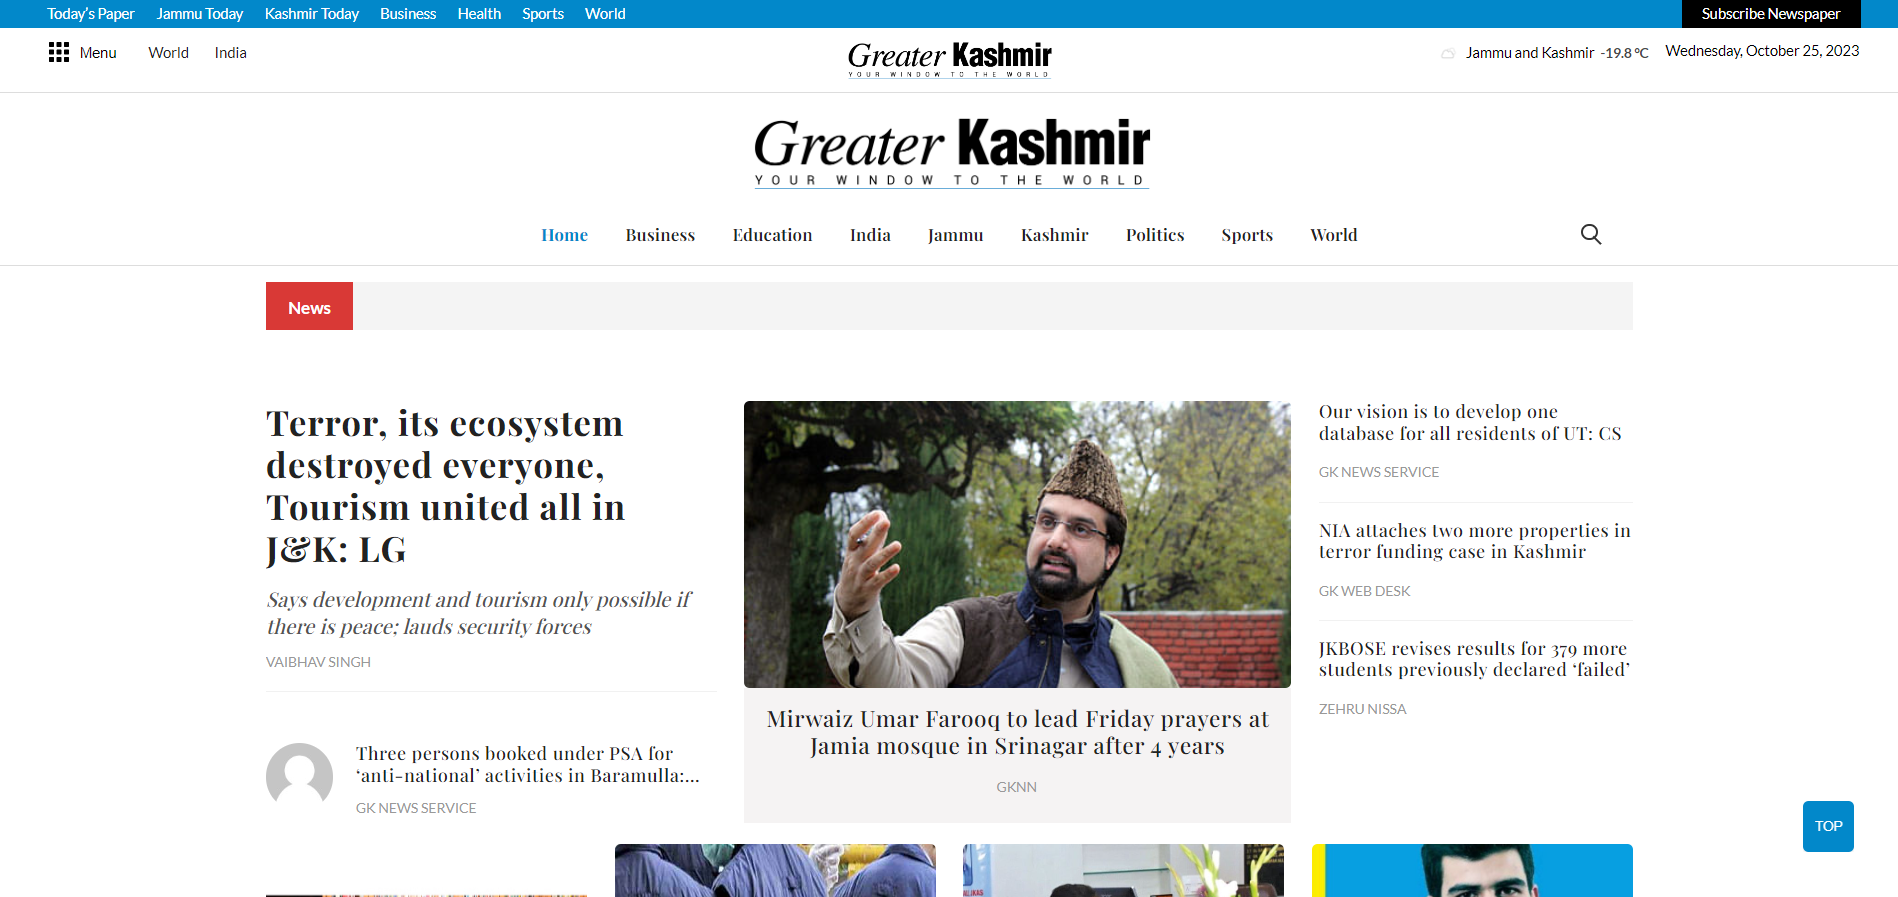 Today's Paper Jammu Today Kashmir Today Business Health Sports World Subscribe Newspaper
Menu World India
Greater Kashmir
YOUR WINDOW TO THE WORLD
Jammu and Kashmir -19.8 °C Wednesday, October 25, 2023
Greater Kashmir
YOUR WINDOW TO THE WORLD
Home Business Education India Jammu Kashmir Politics Sports World
News
Terror, its ecosystem
destroyed everyone,
Tourism united all in
J&K: LG
Says development and tourism only possible if
there is peace; lauds security forces
VAIBHAV SINGH
Three persons booked under PSA for
‘anti-national’ activities in Baramulla:...
GK NEWS SERVICE
Mirwaiz Umar Farooq to lead Friday prayers at
Jamia mosque in Srinagar after 4 years
GKNN
Our vision is to develop one
database for all residents of UT: CS
GK NEWS SERVICE
NIA attaches two more properties in
terror funding case in Kashmir
GK WEB DESK
JKBOSE revises results for 379 more
students previously declared ‘failed’
ZEHRU NISSA
TOP